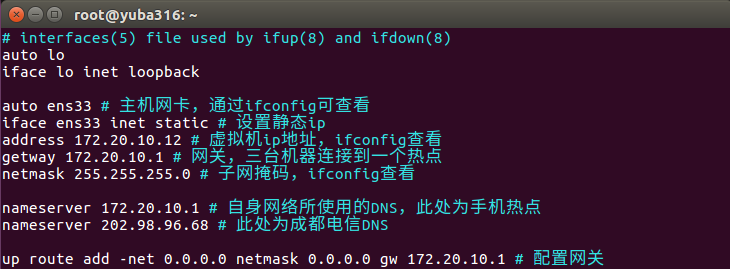 root@yuba316: ~
# interfaces(5) file used by ifup(8) and ifdown(8)
auto lo
iface lo inet loopback
auto ens33 # 主机网卡，通过ifconfig可查看
iface ens33 inet static # 设置静态ip
address 172.20.10.12 # 虚拟机ip地址，ifconfig查看
getway 172.20.10.1 # 网关，三台机器连接到一个热点
netmask 255.255.255.0 # 子网掩码，ifconfig查看
nameserver 172.20.10.1 # 自身网络所使用的DNS，此处为手机热点
nameserver 202.98.96.68 # 此处为成都电信DNS
up route add -net 0.0.0.0 netmask 0.0.0.0 gw 172.20.10.1 # 配置网关